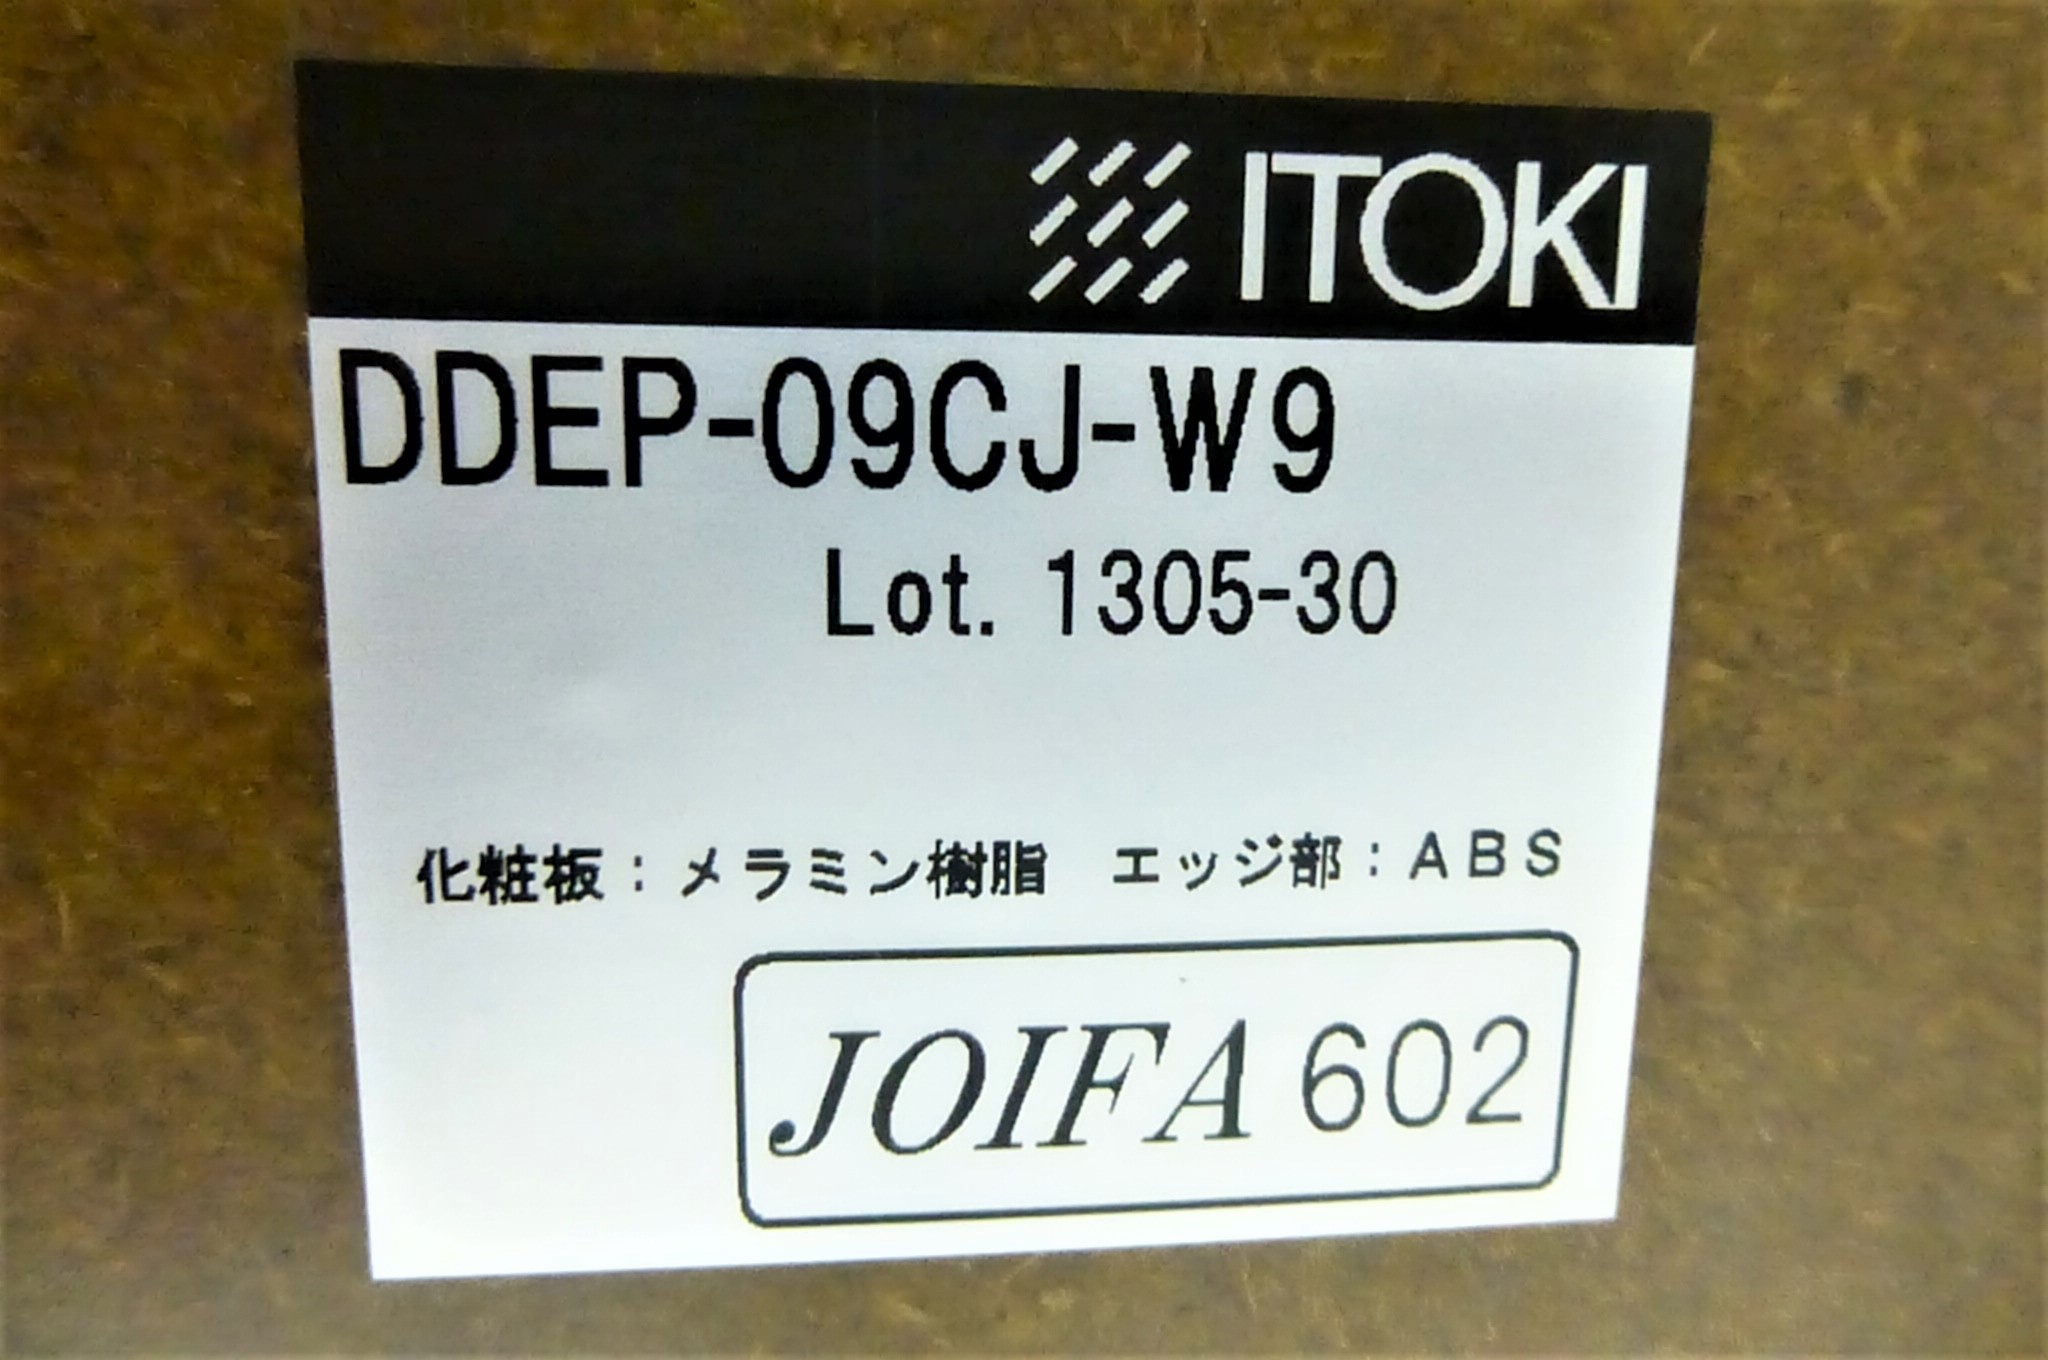 ITOKI
DDEP-09CJ-W9
Lot. 1305-30
化粧板：メラミン樹脂　エッジ部：ＡＢＳ
JOIFA 602